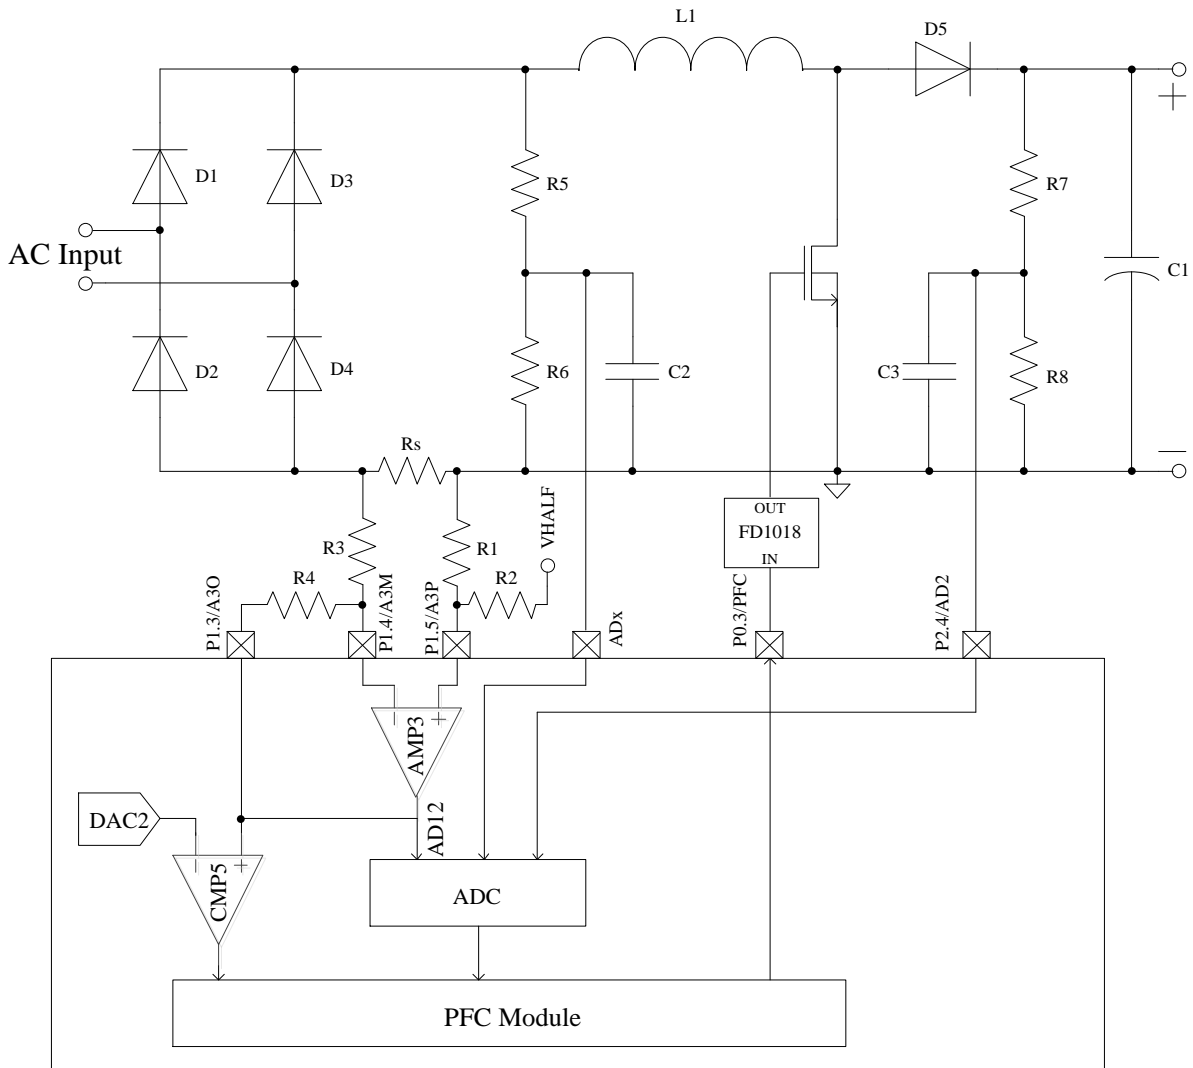 L1
D5
+
D1
D3
R5
R7
AC Input
C1
D2
D4
R6
C2
C3
R8
Rs
—
VHALF
OUT
FD1018
IN
R3
R1
R4
R2
P1.3/A3O
P1.4/A3M
P1.5/A3P
ADx
P0.3/PFC
P2.4/AD2
— +
AMP3
DAC2
AD12
— +
CMP5
ADC
PFC Module